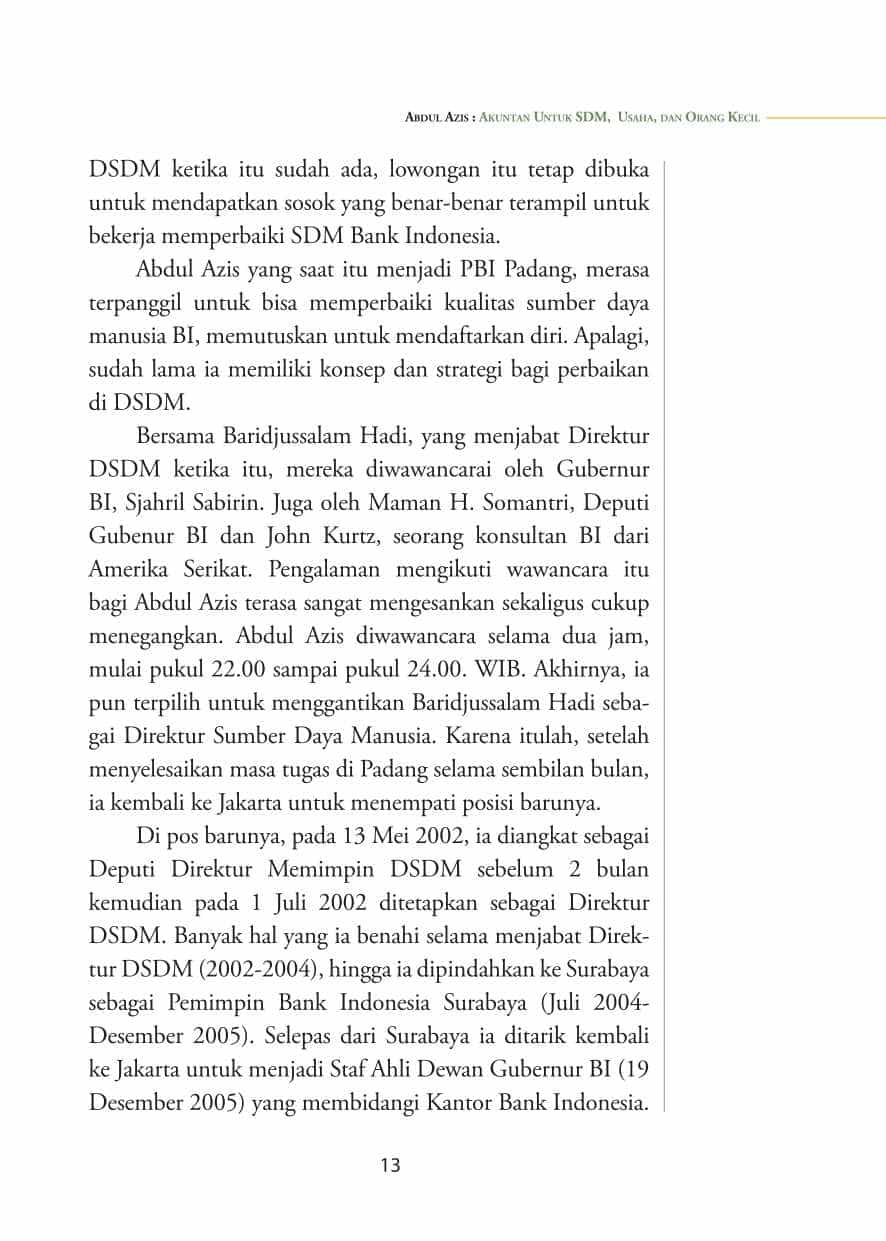 Abdul Azis : Akuntan Untuk SDM, Usaha, dan Orang Kecil
DSDM ketika itu sudah ada, lowongan itu tetap dibuka
untuk mendapatkan sosok yang benar-benar terampil untuk
bekerja memperbaiki SDM Bank Indonesia.
Abdul Azis yang saat itu menjadi PBI Padang, merasa
terpanggil untuk bisa memperbaiki kualitas sumber daya
manusia BI, memutuskan untuk mendaftarkan diri. Apalagi,
sudah lama ia memiliki konsep dan strategi bagi perbaikan
di DSDM.
Bersama Baridjussalam Hadi, yang menjabat Direktur
DSDM ketika itu, mereka diwawancarai oleh Gubernur
BI, Sjahril Sabirin. Juga oleh Maman H. Somantri, Deputi
Gubenur BI dan John Kurtz, seorang konsultan BI dari
Amerika Serikat. Pengalaman mengikuti wawancara itu
bagi Abdul Azis terasa sangat mengesankan sekaligus cukup
menegangkan. Abdul Azis diwawancara selama dua jam,
mulai pukul 22.00 sampai pukul 24.00. WIB. Akhirnya, ia
pun terpilih untuk menggantikan Baridjussalam Hadi seba-
gai Direktur Sumber Daya Manusia. Karena itulah, setelah
menyelesaikan masa tugas di Padang selama sembilan bulan,
ia kembali ke Jakarta untuk menempati posisi barunya.
Di pos barunya, pada 13 Mei 2002, ia diangkat sebagai
Deputi Direktur Memimpin DSDM sebelum 2 bulan
kemudian pada 1 Juli 2002 ditetapkan sebagai Direktur
DSDM. Banyak hal yang ia benahi selama menjabat Direk-
tur DSDM (2002-2004), hingga ia dipindahkan ke Surabaya
sebagai Pemimpin Bank Indonesia Surabaya (Juli 2004-
Desember 2005). Selepas dari Surabaya ia ditarik kembali
ke Jakarta untuk menjadi Staf Ahli Dewan Gubernur BI (19
Desember 2005) yang membidangi Kantor Bank Indonesia.
13